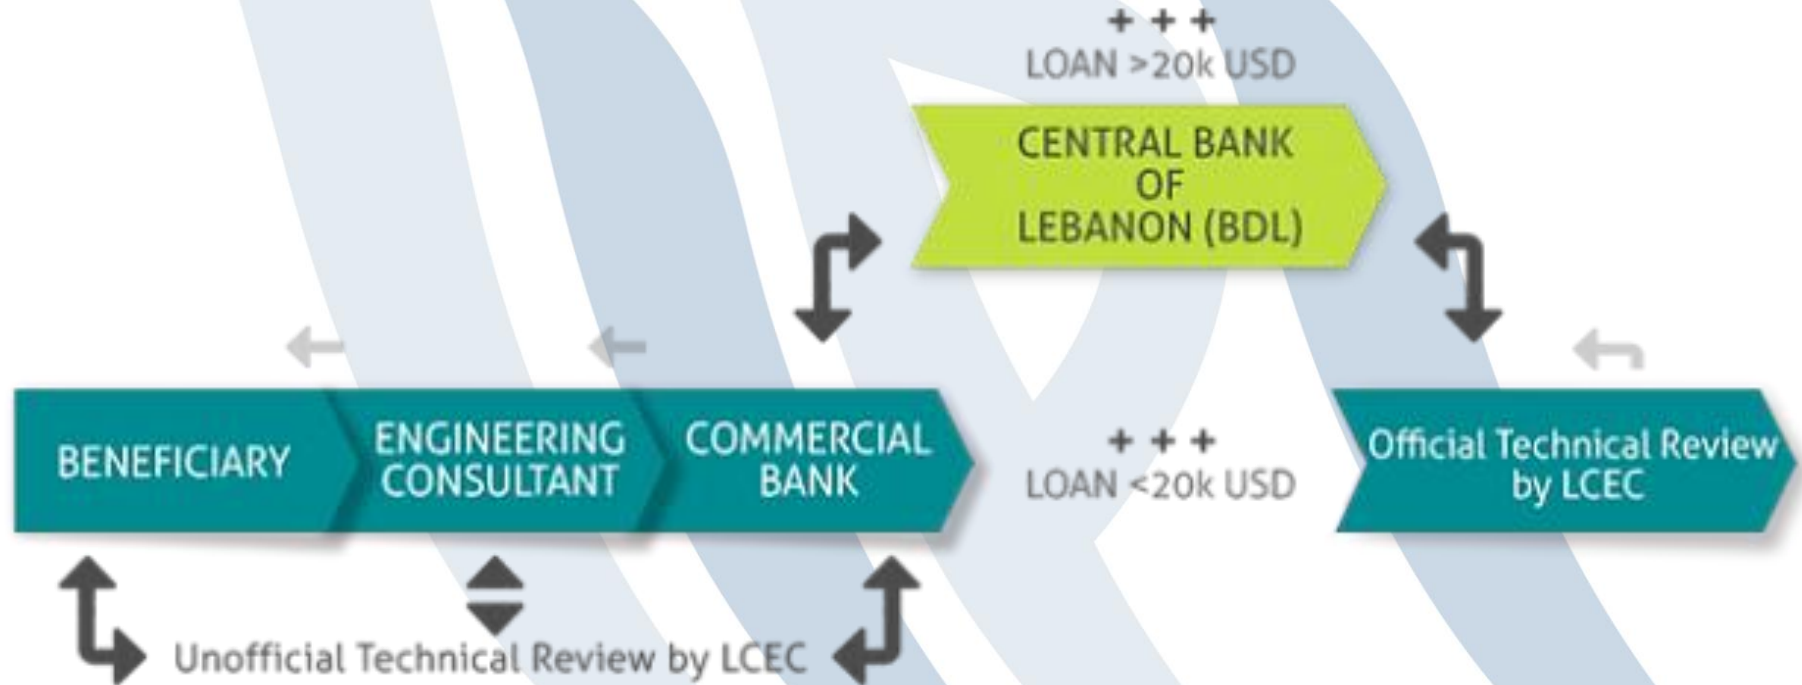 + + +
LOAN >20k USD
CENTRAL BANK
OF
LEBANON (BDL)
BENEFICIARY
ENGINEERING
CONSULTANT
COMMERCIAL
BANK
+ + +
LOAN <20k USD
Official Technical Review
by LCEC
Unofficial Technical Review by LCEC